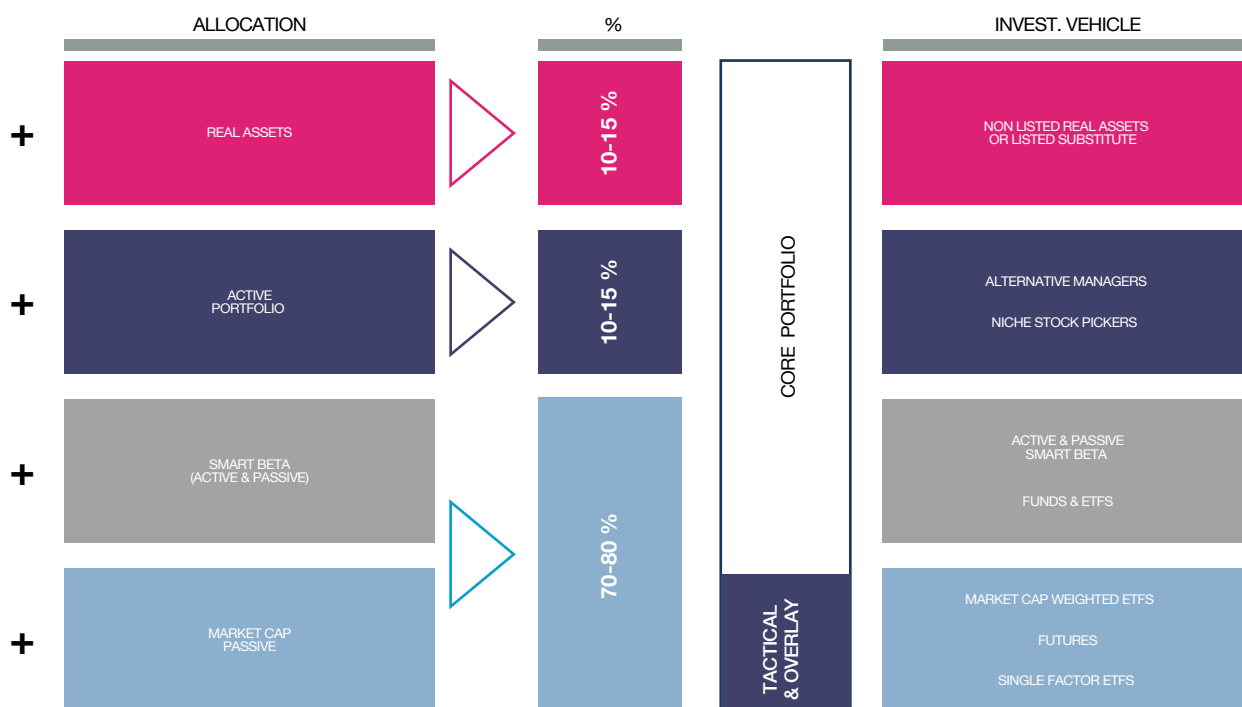 ALLOCATION
%
INVEST. VEHICLE
+
REAL ASSETS
10-15 %
NON LISTED REAL ASSETS
OR LISTED SUBSTITUTE
+
ACTIVE
PORTFOLIO
10-15 %
CORE PORTFOLIO
ALTERNATIVE MANAGERS
NICHE STOCK PICKERS
+
SMART BETA
(ACTIVE & PASSIVE)
70-80 %
ACTIVE & PASSIVE
SMART BETA
FUNDS & ETFS
+
MARKET CAP
PASSIVE
TACTICAL
& OVERLAY
MARKET CAP WEIGHTED ETFS
FUTURES
SINGLE FACTOR ETFS